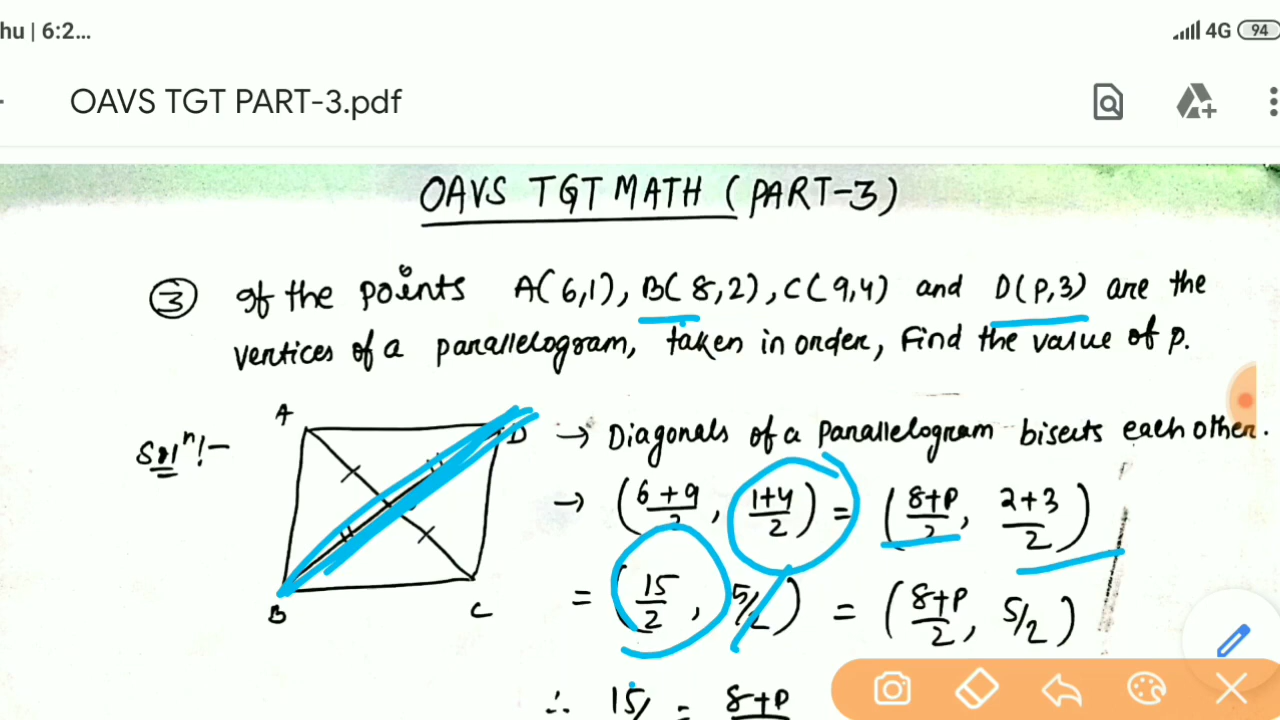 hu | 6:2... 4G 94
OAVS TGT PART-3.pdf
OAVS TGT MATH (PART-3)
③ If the points A(6,1), B(8,2), C(9,4) and D(P,3) are the
vertices of a parallelogram, taken in order, Find the value of p.
A
D
B
C
Solⁿ!- → Diagonals of a Parallelogram bisects each other.
→ (6+9/2, 1+4/2) = (8+P/2, 2+3/2)
= (15/2, 5/2) = (8+P/2, 5/2)
∴ 15/ = 8+P